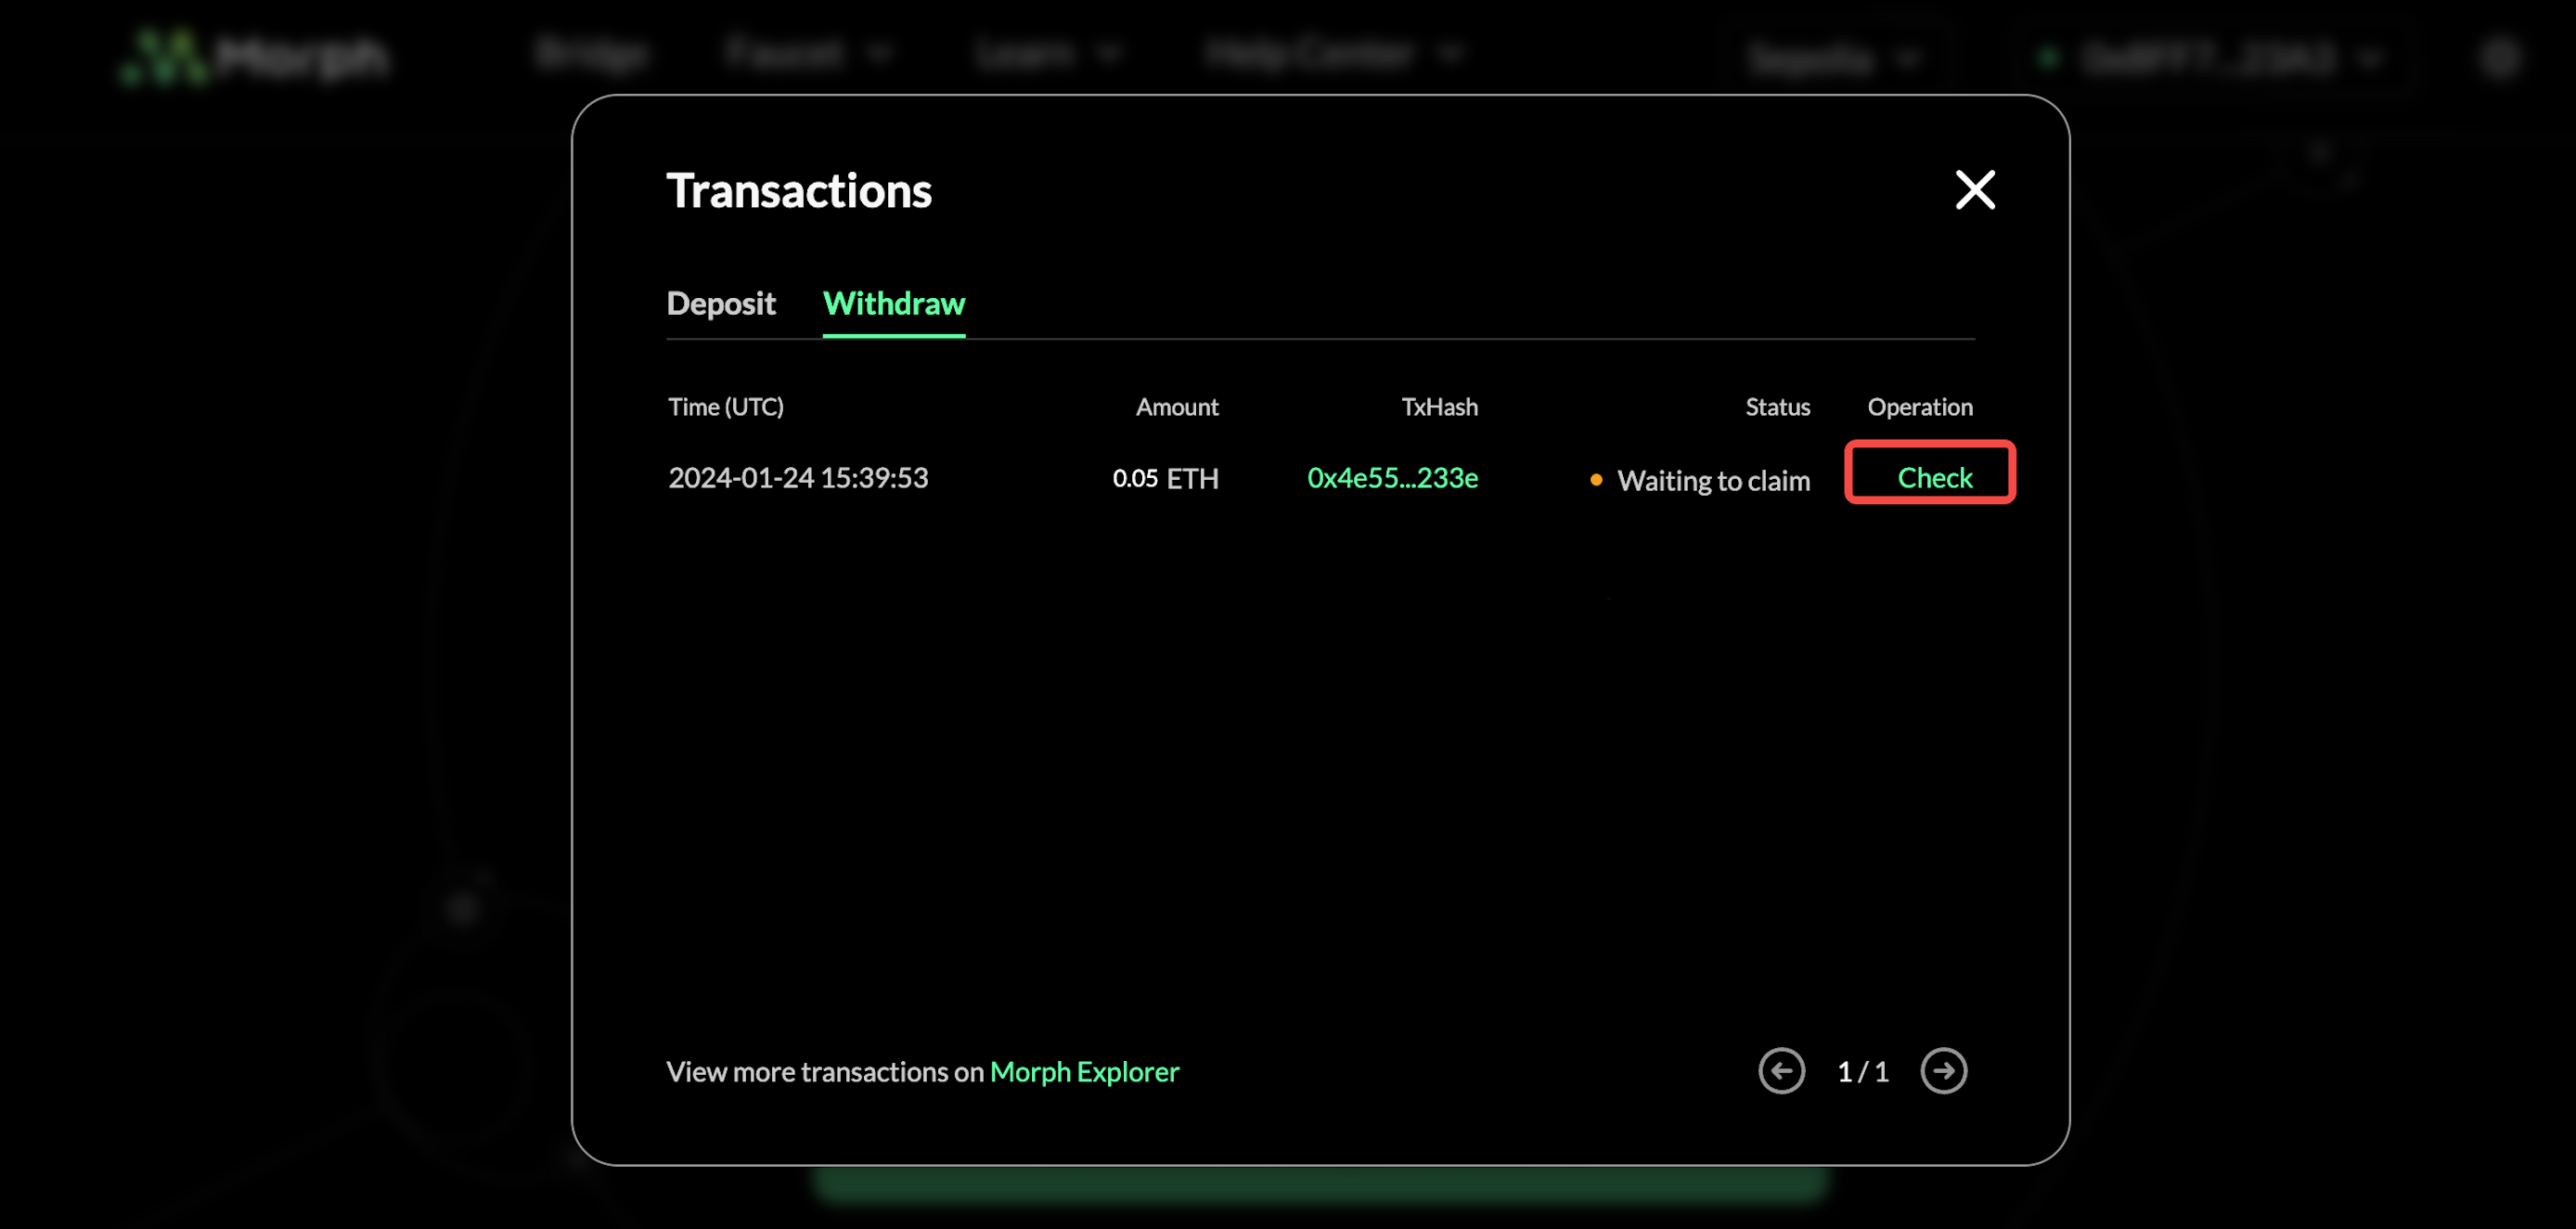 Morph Bridge Faucet Learn Help Center Sepolia
Transactions
Deposit Withdraw
Time (UTC) Amount TxHash Status Operation
2024-01-24 15:39:53 0.05 ETH 0x4e55...233e Waiting to claim Check
View more transactions on Morph Explorer 1 / 1